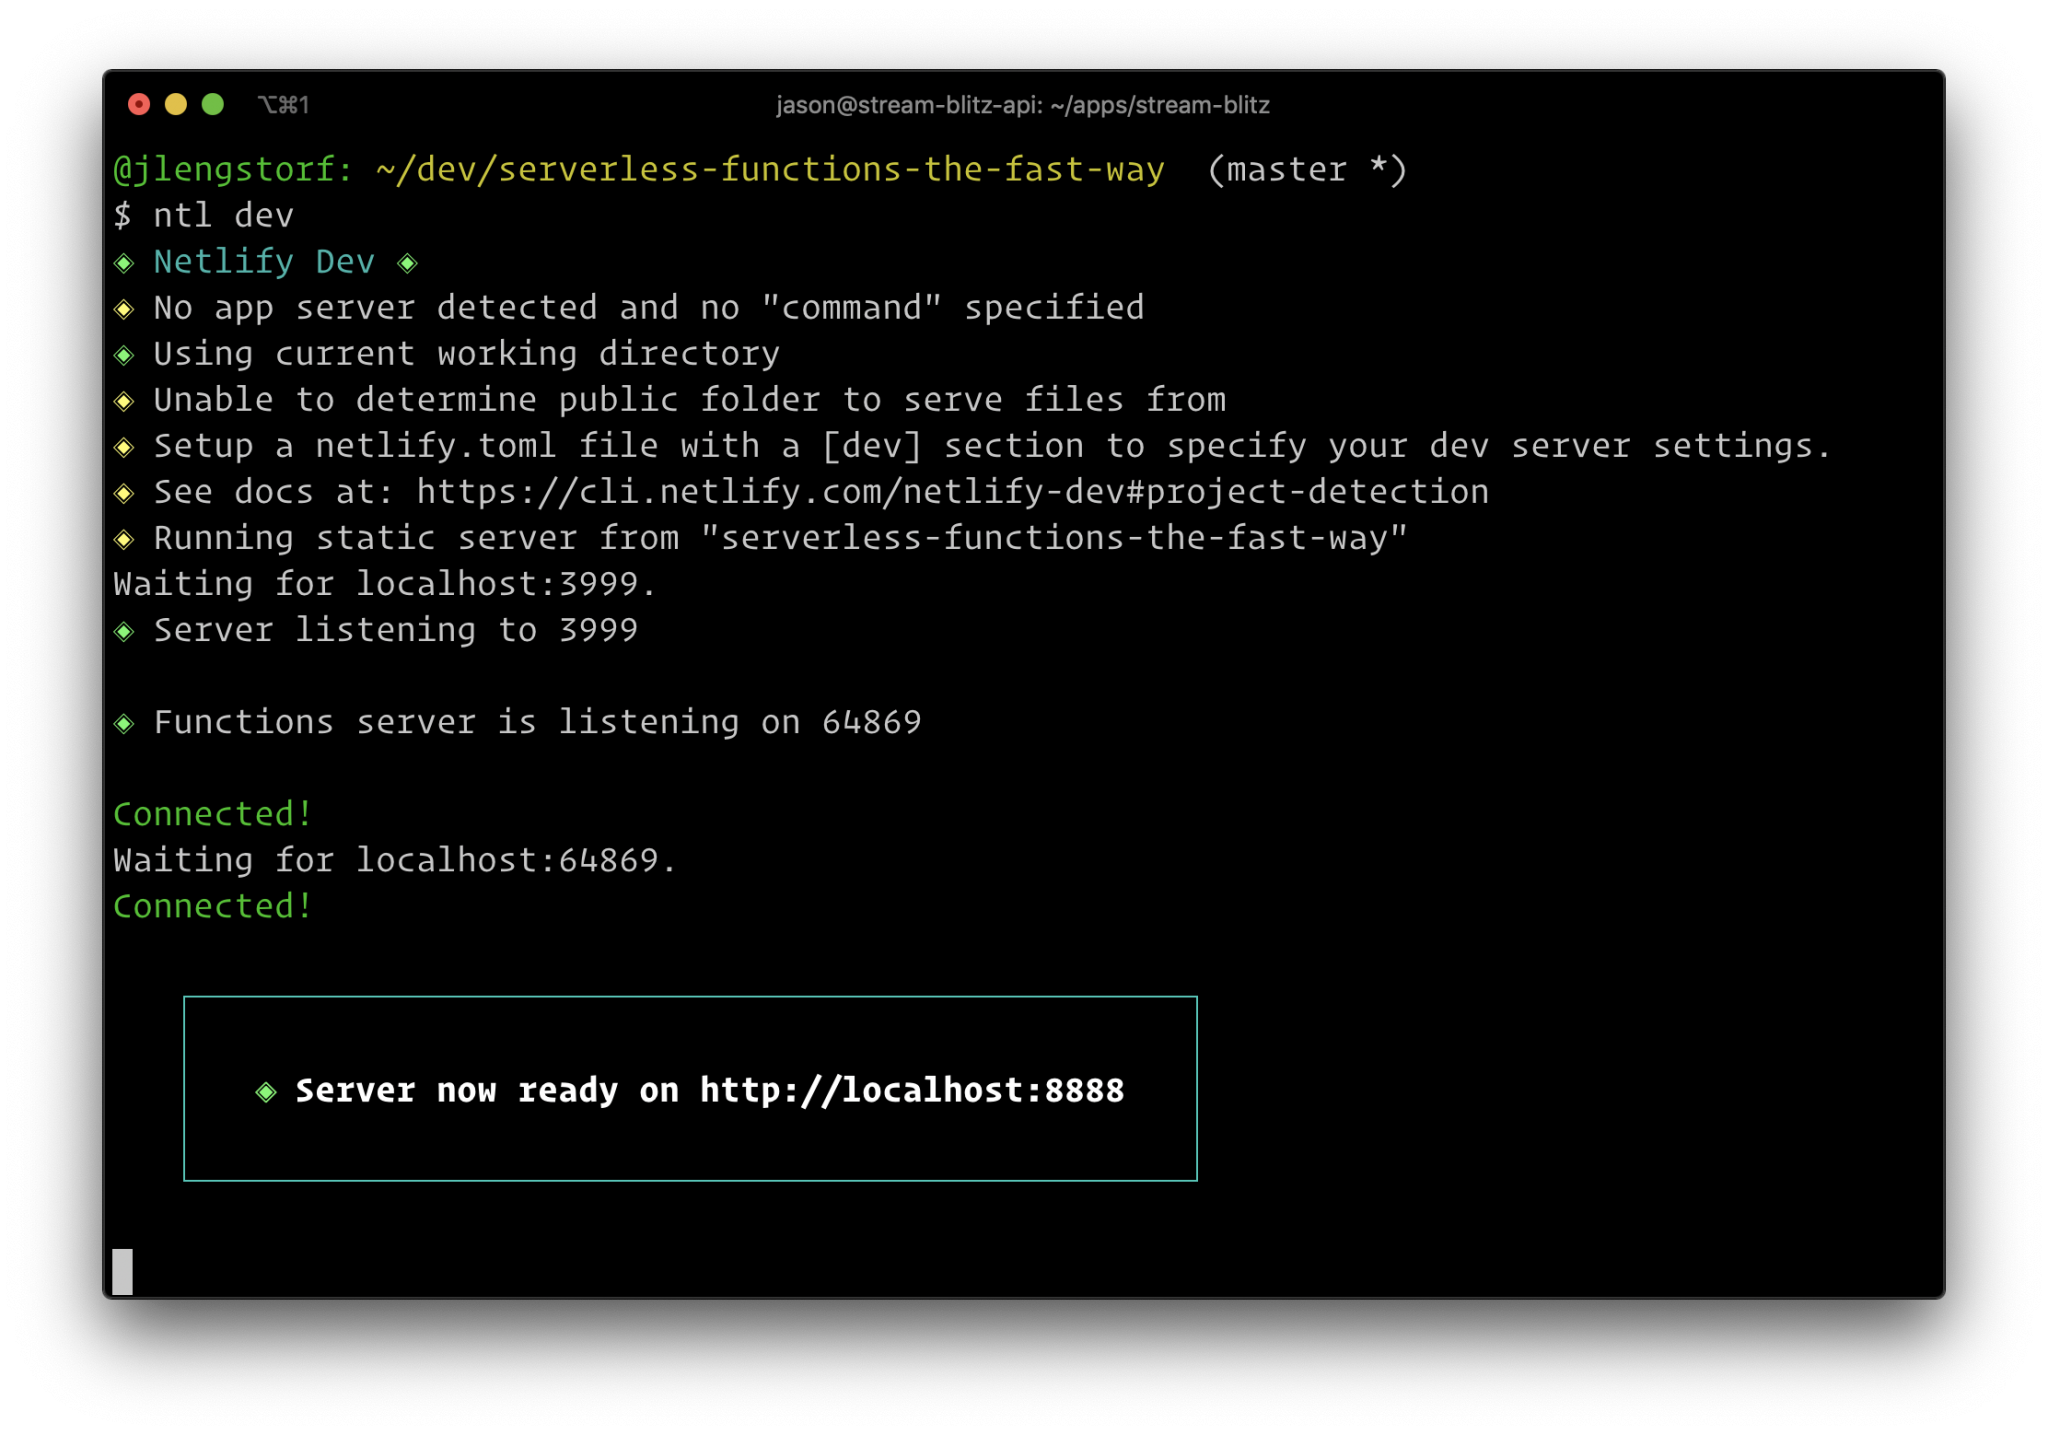 ⌥⌘1 jason@stream-blitz-api: ~/apps/stream-blitz
@jlengstorf: ~/dev/serverless-functions-the-fast-way (master *)
$ ntl dev
◈ Netlify Dev ◈
◈ No app server detected and no "command" specified
◈ Using current working directory
◈ Unable to determine public folder to serve files from
◈ Setup a netlify.toml file with a [dev] section to specify your dev server settings.
◈ See docs at: https://cli.netlify.com/netlify-dev#project-detection
◈ Running static server from "serverless-functions-the-fast-way"
Waiting for localhost:3999.
◈ Server listening to 3999
◈ Functions server is listening on 64869
Connected!
Waiting for localhost:64869.
Connected!
◈ Server now ready on http://localhost:8888